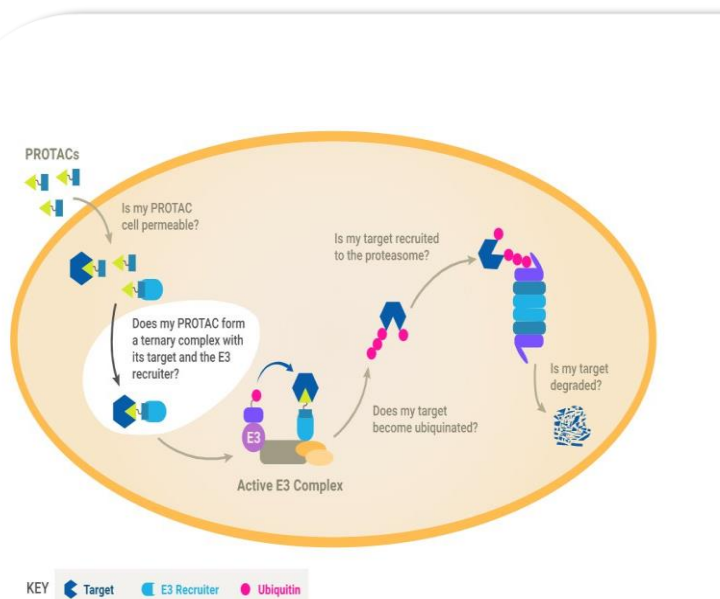 PROTACs
Is my PROTAC
cell permeable?
Is my target recruited
to the proteasome?
Does my PROTAC form
a ternary complex with
its target and the E3
recruiter?
Is my target
degraded?
Does my target
become ubiquinated?
E3
Active E3 Complex
KEY Target E3 Recruiter Ubiquitin